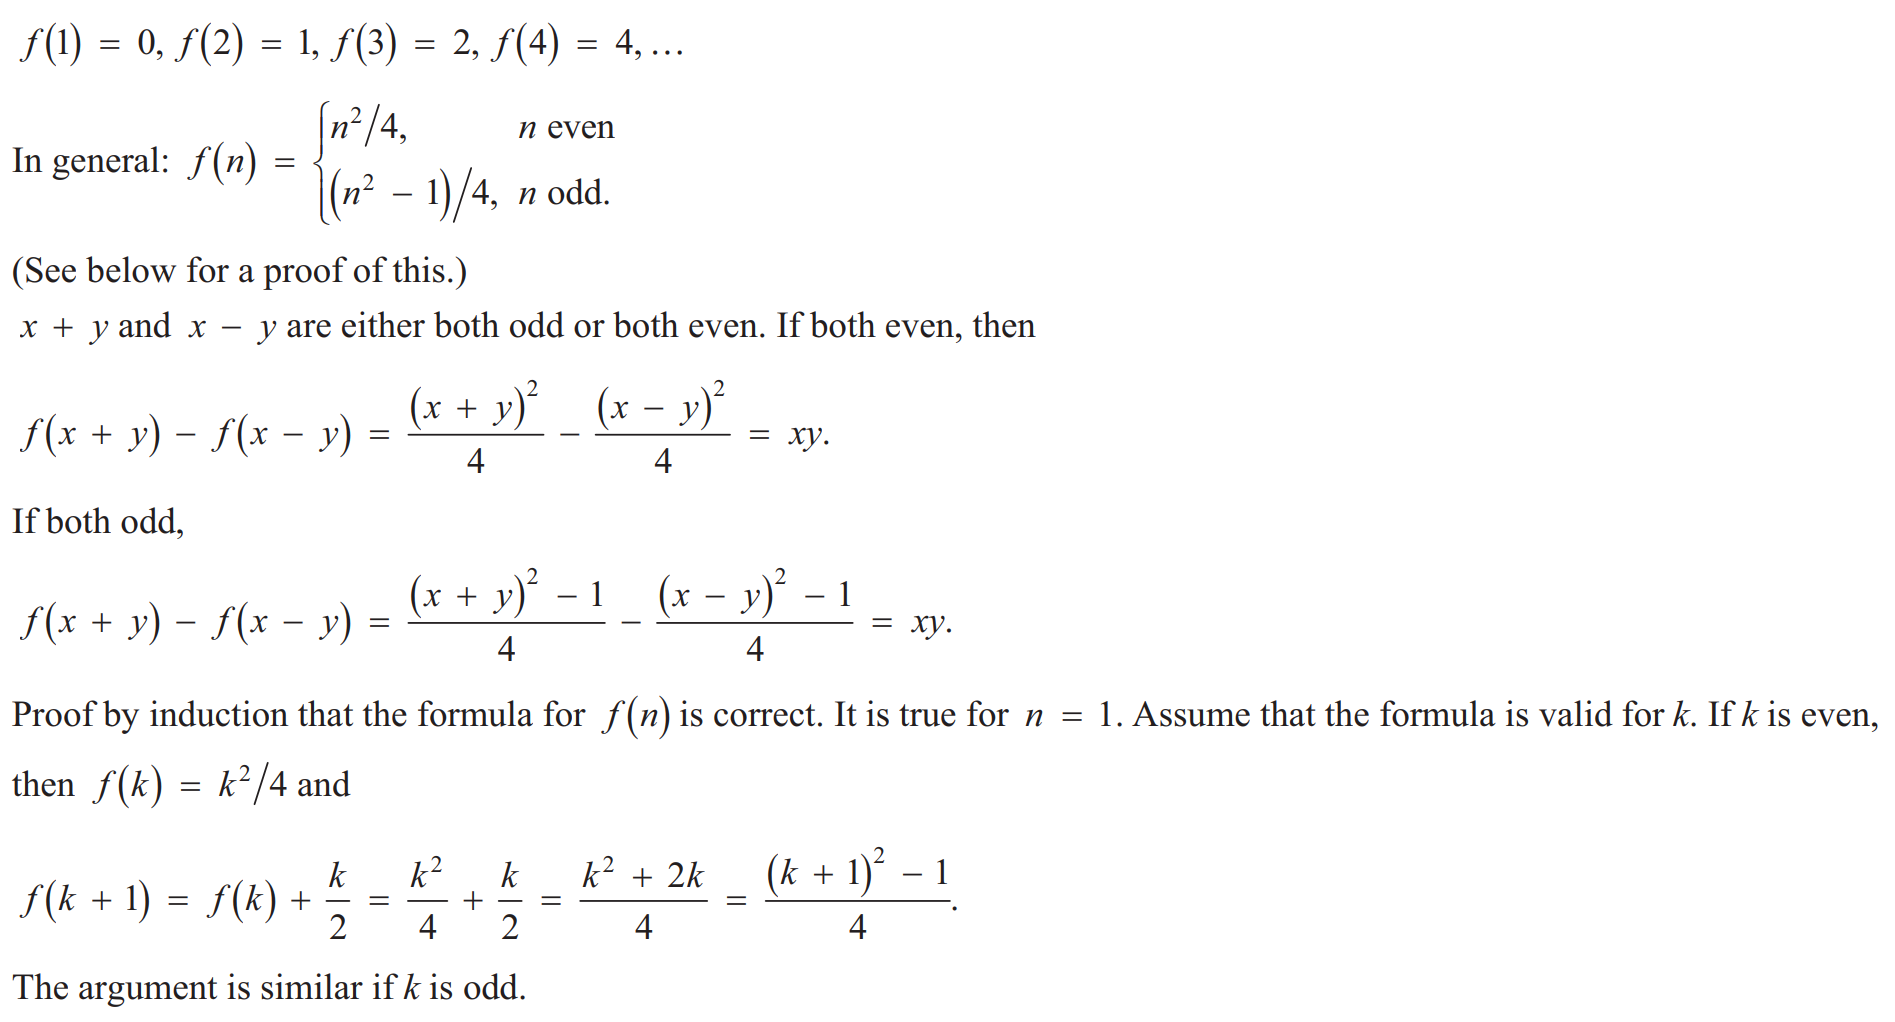 f(1) = 0, f(2) = 1, f(3) = 2, f(4) = 4, …
In general: f(n) = { n²/4, n even
(n² − 1)/4, n odd.
(See below for a proof of this.)
x + y and x − y are either both odd or both even. If both even, then
f(x + y) − f(x − y) = (x + y)²/4 − (x − y)²/4 = xy.
If both odd,
f(x + y) − f(x − y) = ((x + y)² − 1)/4 − ((x − y)² − 1)/4 = xy.
Proof by induction that the formula for f(n) is correct. It is true for n = 1. Assume that the formula is valid for k. If k is even,
then f(k) = k²/4 and
f(k + 1) = f(k) + k/2 = k²/4 + k/2 = (k² + 2k)/4 = ((k + 1)² − 1)/4.
The argument is similar if k is odd.